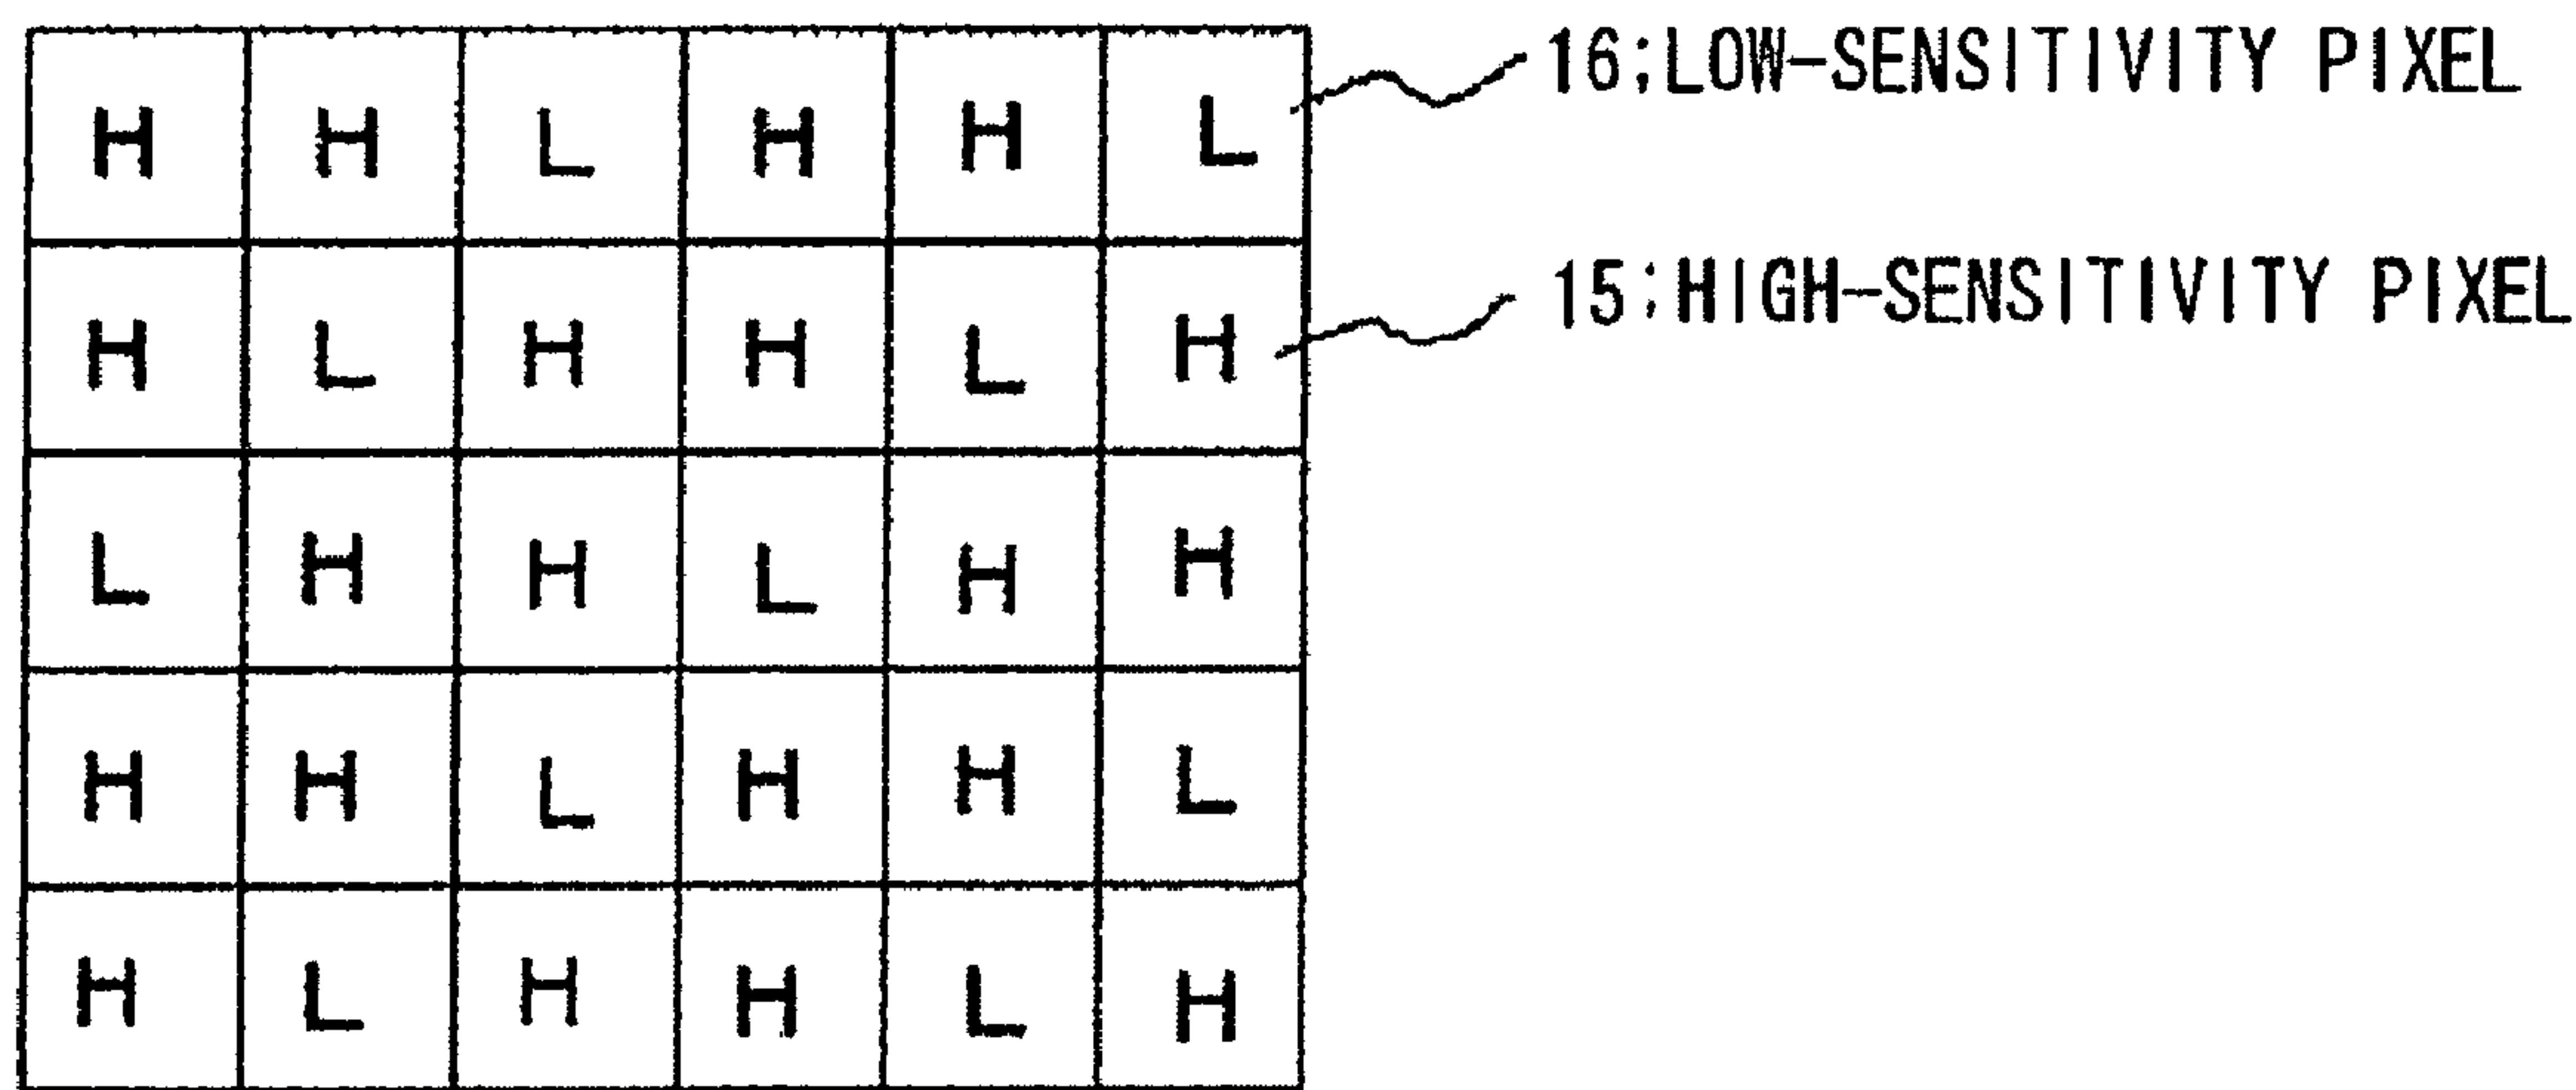 H H L H H L 16;LOW-SENSITIVITY PIXEL
H L H H L H 15;HIGH-SENSITIVITY PIXEL
L H H L H H
H H L H H L
H L H H L H